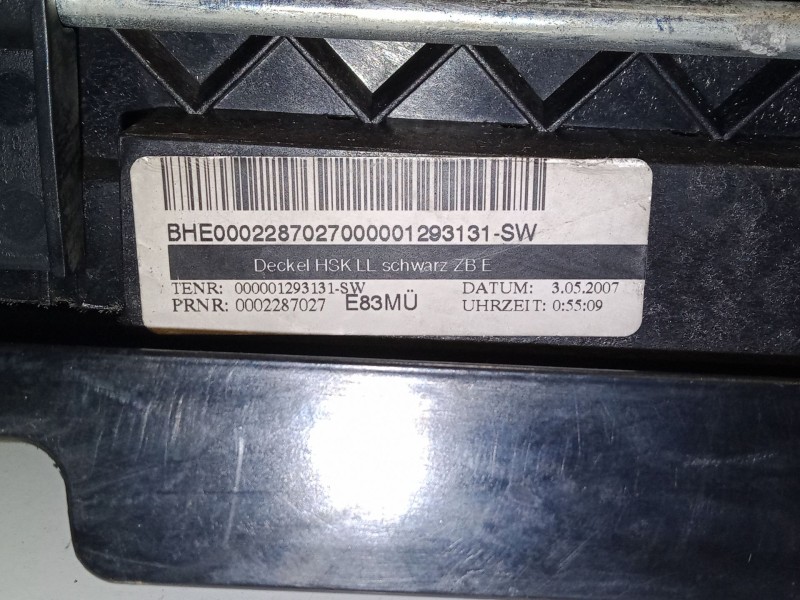 BHE0002287027000001293131-SW
Deckel HSK LL schwarz ZB E
TENR: 000001293131-SW DATUM: 3.05.2007
PRNR: 0002287027 E83MÜ UHRZEIT: 0:55:09